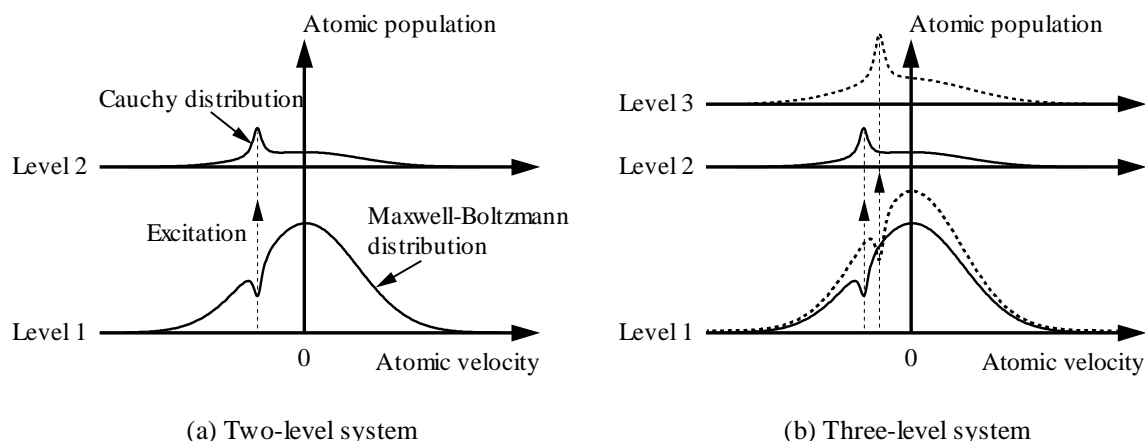 Atomic population
Cauchy distribution
Level 2
Excitation
Maxwell-Boltzmann
distribution
Level 1
0
Atomic velocity
(a) Two-level system
Atomic population
Level 3
Level 2
Level 1
0
Atomic velocity
(b) Three-level system